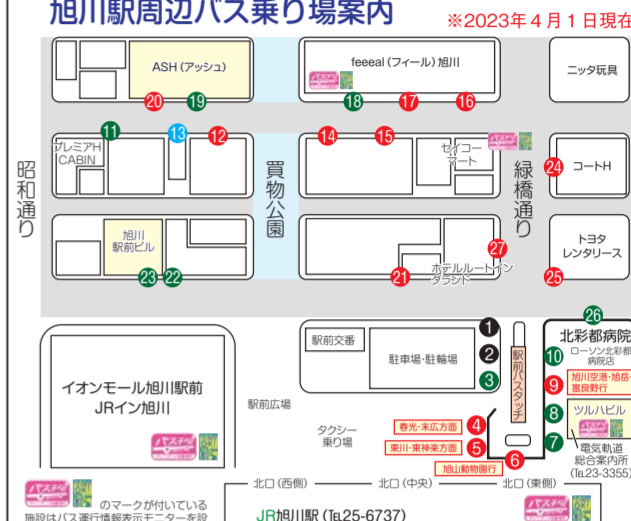 旭川駅周辺バス乗り場案内
※2023年4月1日現在
ASH（アッシュ）
feeeal（フィール）旭川
ニッタ玩具
20
19
18
17
16
11
13
12
14
15
プレミアH
CABIN
セイコー
マート
24
コートH
昭和通り
買物公園
緑橋通り
旭川
駅前ビル
23
22
21
27
ホテルルートイン
グランド
トヨタ
レンタリース
25
26
北彩都病院
ローソン北彩都
病院店
1
2
3
駅前交番
駐車場・駐輪場
駅前バスタッチ
10
9
旭川空港・旭岳・
富良野行
イオンモール旭川駅前
JRイン旭川
駅前広場
タクシー
乗り場
春光・末広方面
4
東川・東神楽方面
5
旭山動物園行
6
8
7
ツルハビル
電気軌道
総合案内所
(℡23-3355)
北口（西側）
北口（中央）
北口（東側）
のマークが付いている
施設はバス運行情報表示モニターを設
JR旭川駅（℡25-6737）